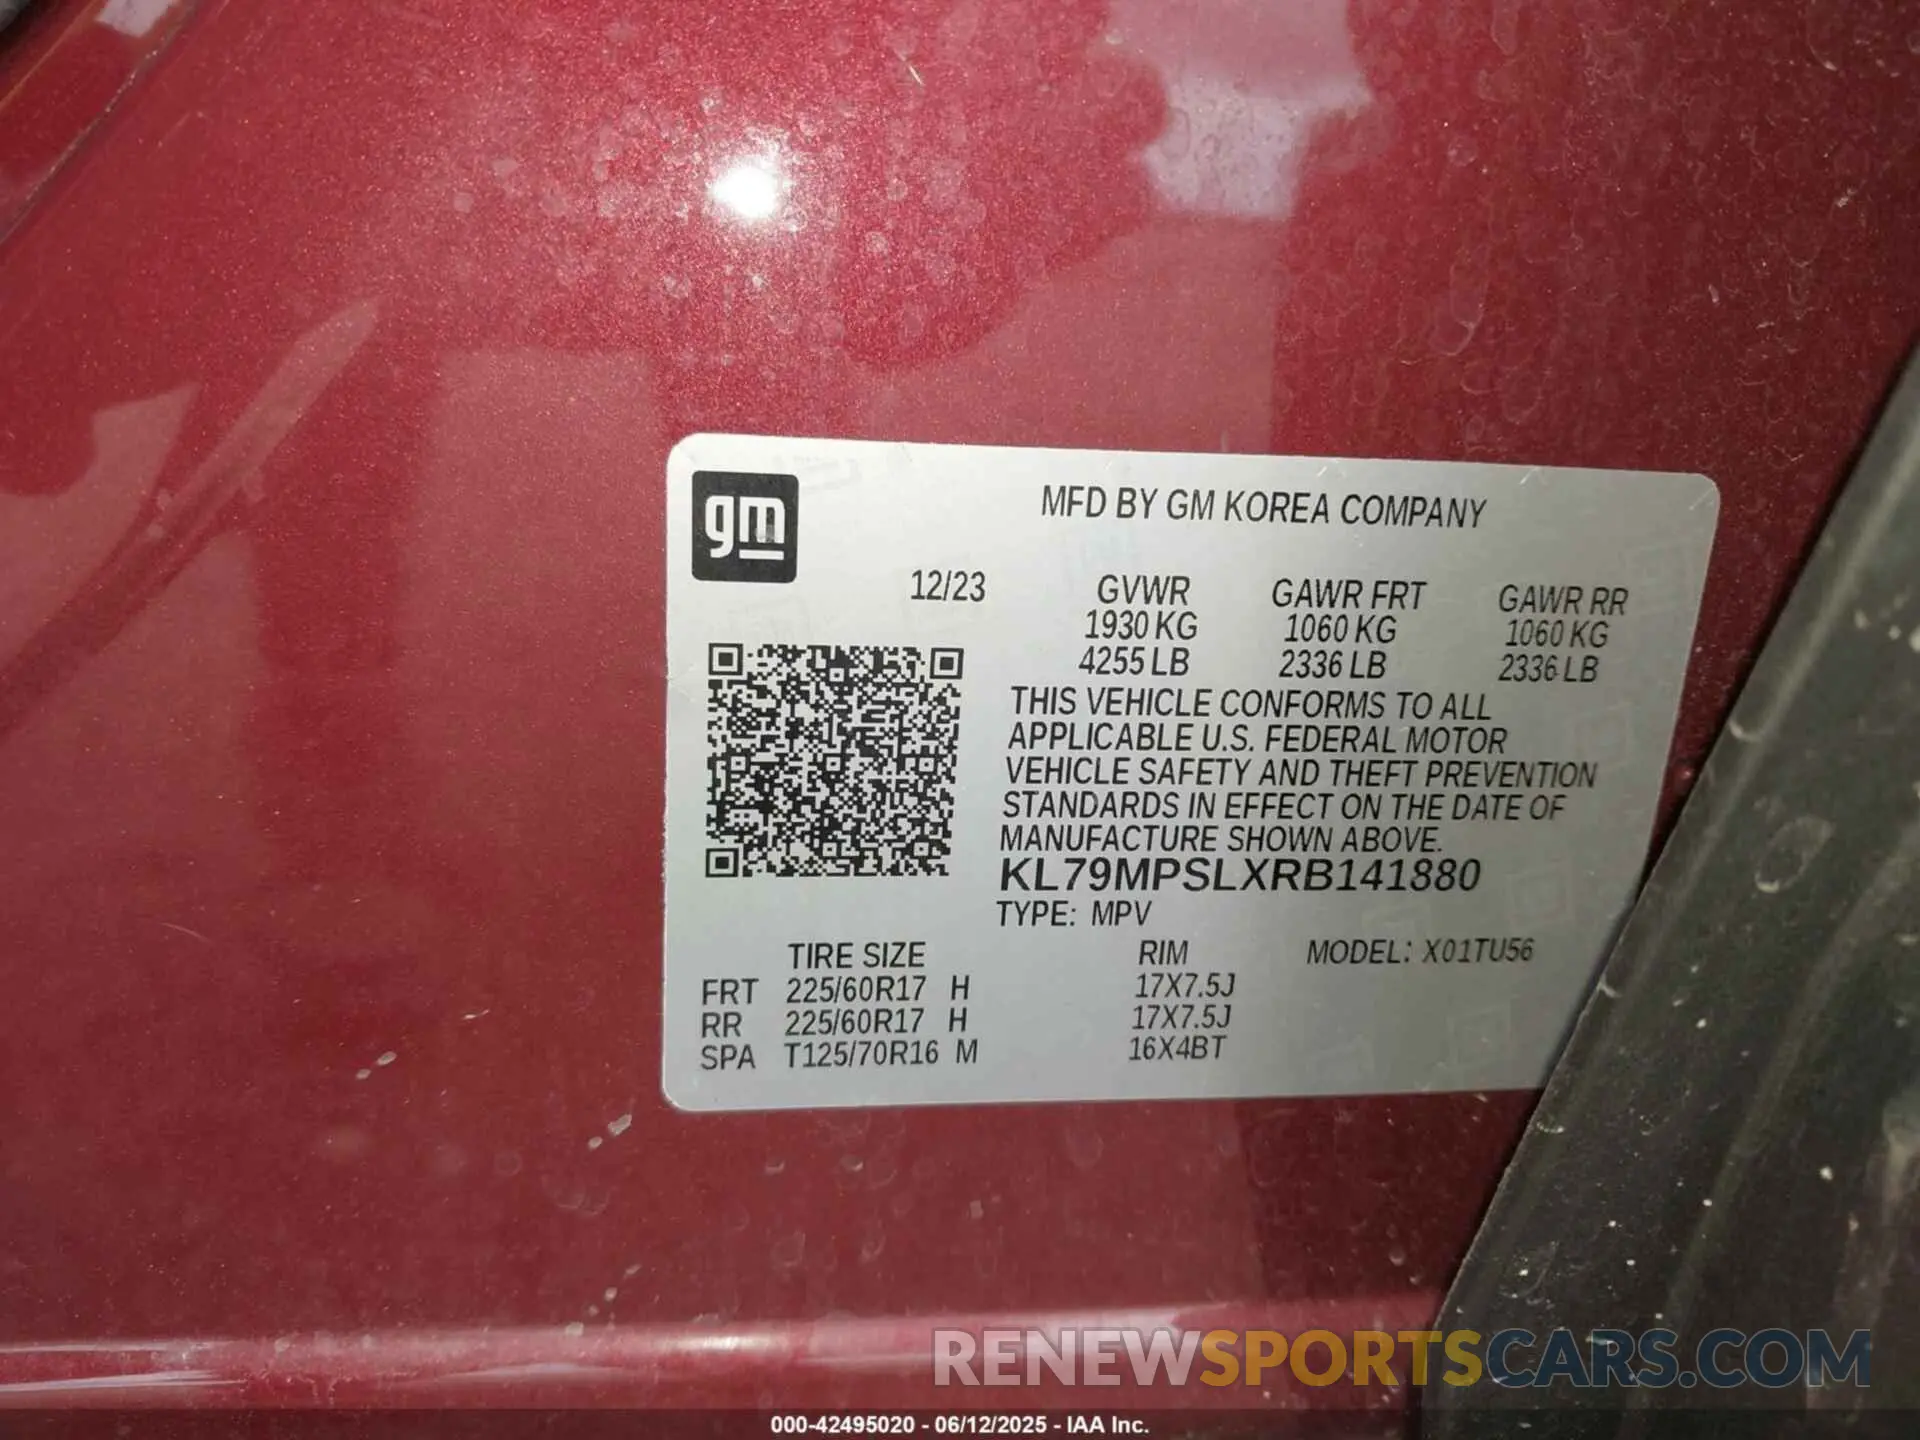 gm
MFD BY GM KOREA COMPANY
12/23 GVWR GAWR FRT GAWR RR
1930 KG 1060 KG 1060 KG
4255 LB 2336 LB 2336 LB
THIS VEHICLE CONFORMS TO ALL
APPLICABLE U.S. FEDERAL MOTOR
VEHICLE SAFETY AND THEFT PREVENTION
STANDARDS IN EFFECT ON THE DATE OF
MANUFACTURE SHOWN ABOVE.
KL79MPSLXRB141880
TYPE: MPV
TIRE SIZE RIM MODEL: X01TU56
FRT 225/60R17 H 17X7.5J
RR 225/60R17 H 17X7.5J
SPA T125/70R16 M 16X4BT
RENEWSPORTSCARS.COM
000-42495020 - 06/12/2025 - IAA Inc.